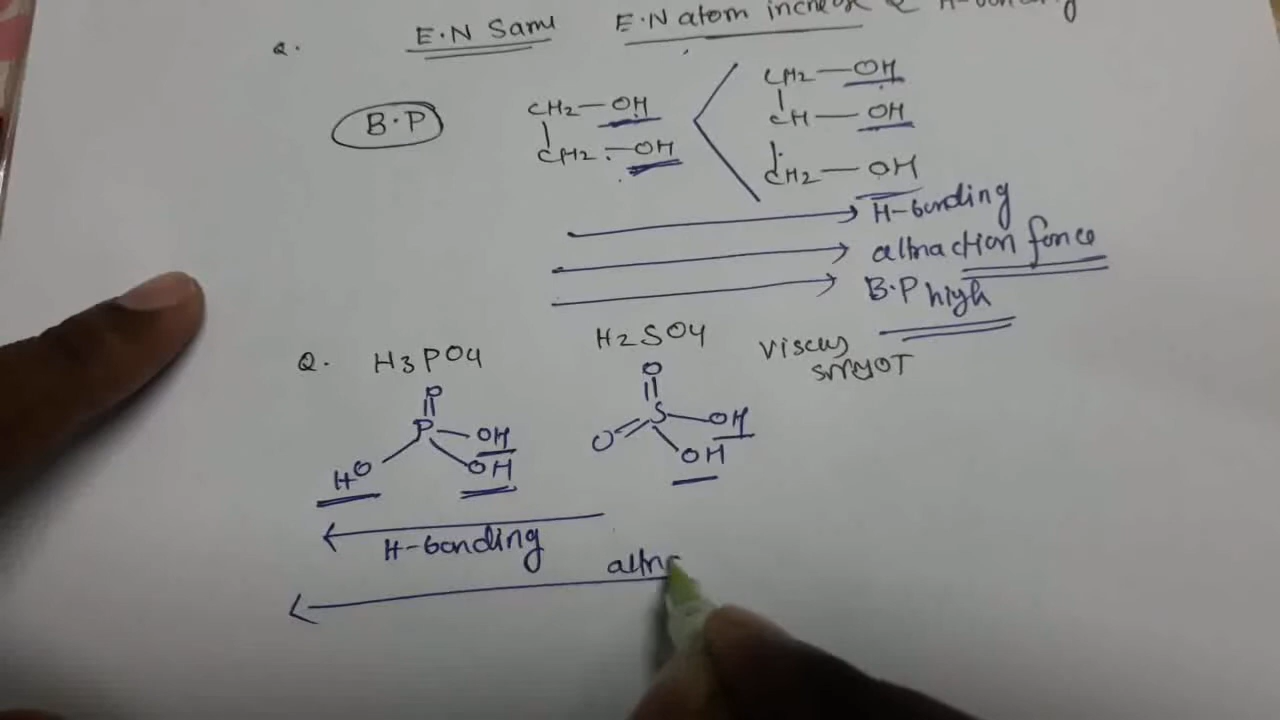 Q. E.N Same E.N atom increase
B.P
CH2—OH
CH2—OH
CH2—OH
CH—OH
CH2—OH
H-bonding
attraction force
B.P high
Q. H3PO4 H2SO4
O
P
OH
OH
HO
O
S
O
OH
OH
H-bonding
attra